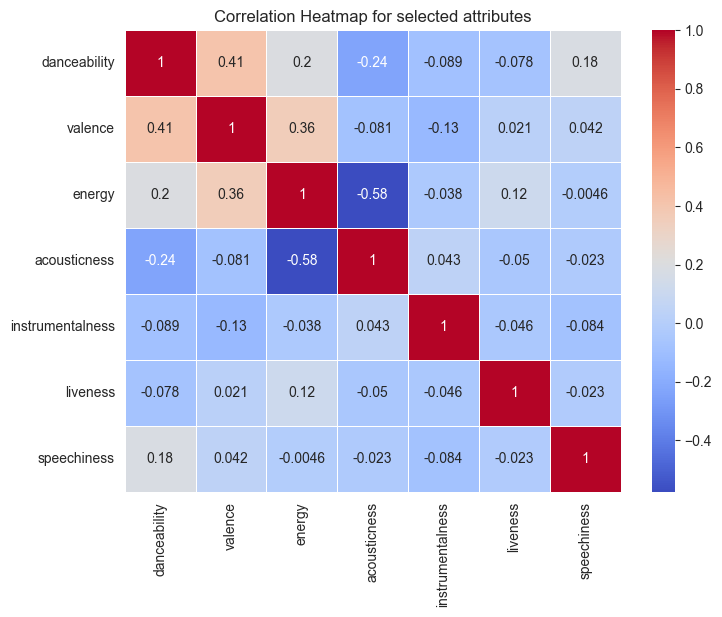 Correlation Heatmap for selected attributes
danceability 1 0.41 0.2 -0.24 -0.089 -0.078 0.18
valence 0.41 1 0.36 -0.081 -0.13 0.021 0.042
energy 0.2 0.36 1 -0.58 -0.038 0.12 -0.0046
acousticness -0.24 -0.081 -0.58 1 0.043 -0.05 -0.023
instrumentalness -0.089 -0.13 -0.038 0.043 1 -0.046 -0.084
liveness -0.078 0.021 0.12 -0.05 -0.046 1 -0.023
speechiness 0.18 0.042 -0.0046 -0.023 -0.084 -0.023 1
danceability valence energy acousticness instrumentalness liveness speechiness
1.0
0.8
0.6
0.4
0.2
0.0
-0.2
-0.4